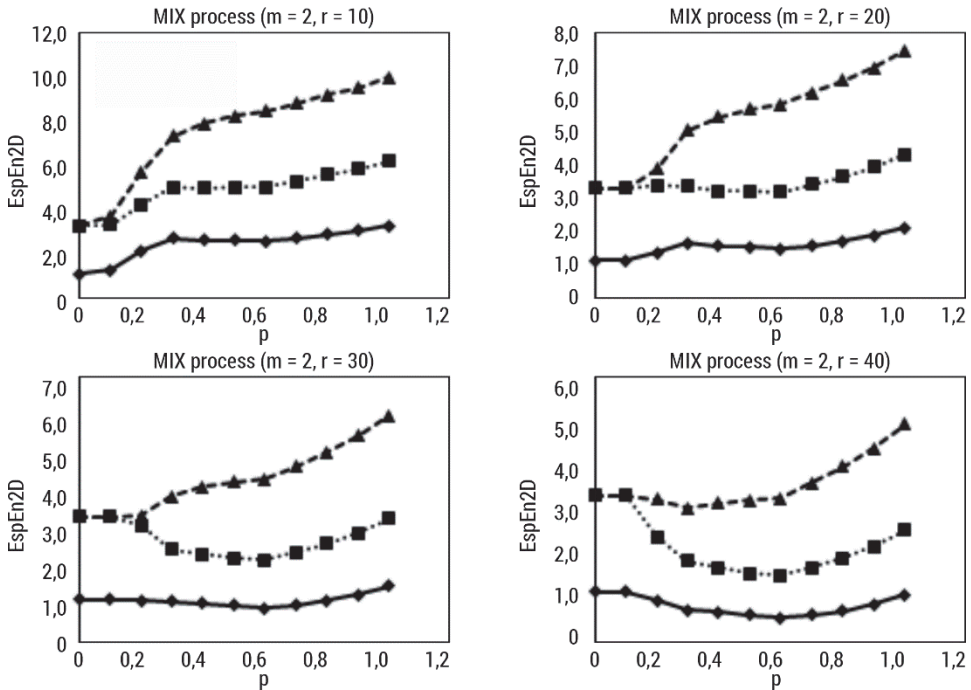 MIX process (m = 2, r = 10)
12,0
10,0
8,0
6,0
4,0
2,0
0
EspEn2D
0 0,2 0,4 0,6 0,8 1,0 1,2
p
MIX process (m = 2, r = 20)
8,0
7,0
6,0
5,0
4,0
3,0
2,0
1,0
0
EspEn2D
0 0,2 0,4 0,6 0,8 1,0 1,2
p
MIX process (m = 2, r = 30)
7,0
6,0
5,0
4,0
3,0
2,0
1,0
0
EspEn2D
0 0,2 0,4 0,6 0,8 1,0 1,2
p
MIX process (m = 2, r = 40)
6,0
5,0
4,0
3,0
2,0
1,0
0
EspEn2D
0 0,2 0,4 0,6 0,8 1,0 1,2
p